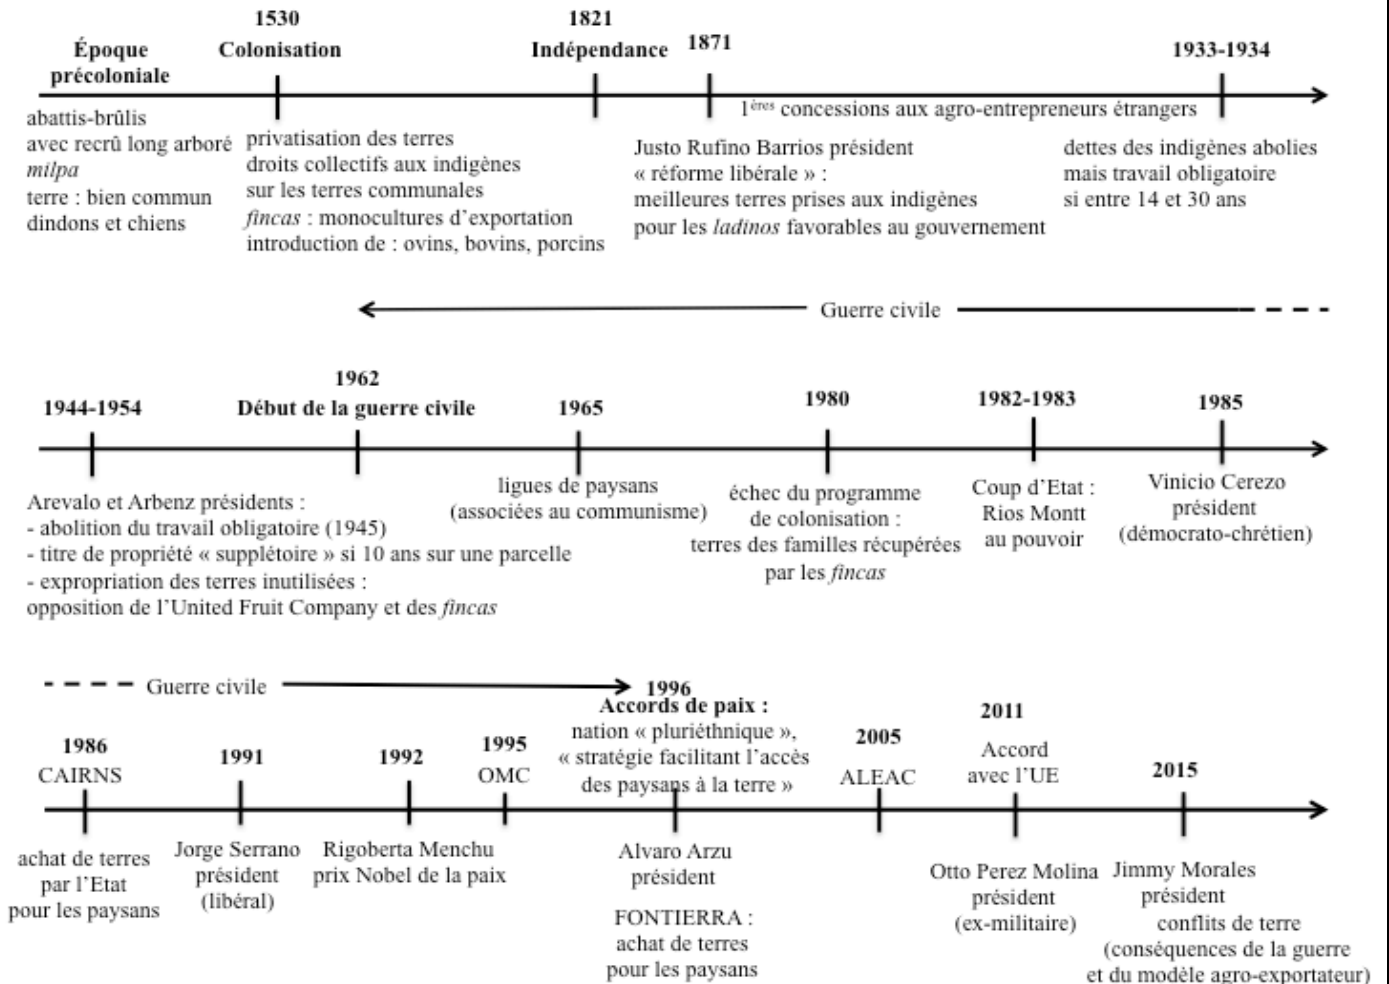 Époque
précoloniale
abattis-brûlis
avec recrû long arboré
milpa
terre : bien commun
dindons et chiens
1530
Colonisation
privatisation des terres
droits collectifs aux indigènes
sur les terres communales
fincas : monocultures d’exportation
introduction de : ovins, bovins, porcins
1821
Indépendance
1871
1ères concessions aux agro-entrepreneurs étrangers
Justo Rufino Barrios président
« réforme libérale » :
meilleures terres prises aux indigènes
pour les ladinos favorables au gouvernement
1933-1934
dettes des indigènes abolies
mais travail obligatoire
si entre 14 et 30 ans
Guerre civile
1944-1954
Arevalo et Arbenz présidents :
- abolition du travail obligatoire (1945)
- titre de propriété « supplétoire » si 10 ans sur une parcelle
- expropriation des terres inutilisées :
opposition de l’United Fruit Company et des fincas
1962
Début de la guerre civile
1965
ligues de paysans
(associées au communisme)
1980
échec du programme
de colonisation :
terres des familles récupérées
par les fincas
1982-1983
Coup d’Etat :
Rios Montt
au pouvoir
1985
Vinicio Cerezo
président
(démocrato-chrétien)
Guerre civile
1986
CAIRNS
achat de terres
par l’Etat
pour les paysans
1991
Jorge Serrano
président
(libéral)
1992
Rigoberta Menchu
prix Nobel de la paix
1995
OMC
1996
Accords de paix :
nation « pluriéthnique »,
« stratégie facilitant l’accès
des paysans à la terre »
Alvaro Arzu
président
FONTIERRA :
achat de terres
pour les paysans
2005
ALEAC
2011
Accord
avec l’UE
Otto Perez Molina
président
(ex-militaire)
2015
Jimmy Morales
président
conflits de terre
(conséquences de la guerre
et du modèle agro-exportateur)